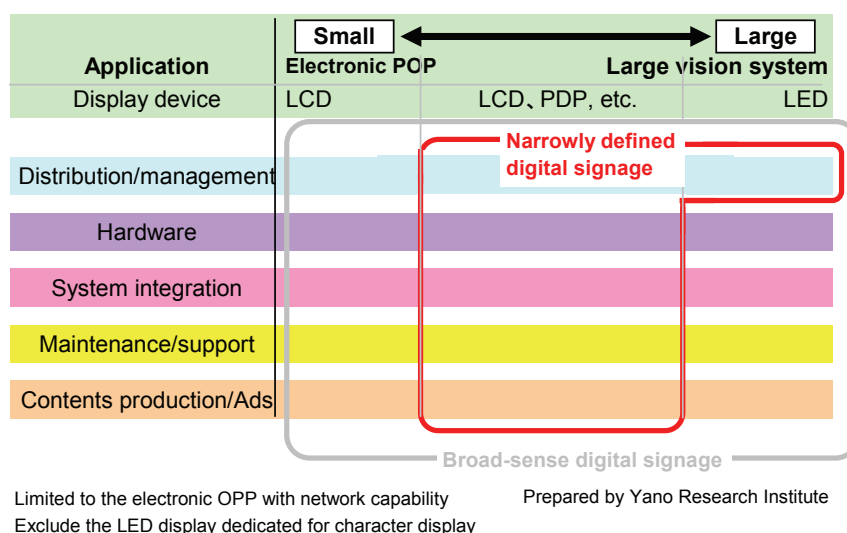 Small Large
Application Electronic POP Large vision system
Display device LCD LCD、PDP, etc. LED
Narrowly defined
digital signage
Distribution/management
Hardware
System integration
Maintenance/support
Contents production/Ads
Broad-sense digital signage
Limited to the electronic OPP with network capability Prepared by Yano Research Institute
Exclude the LED display dedicated for character display